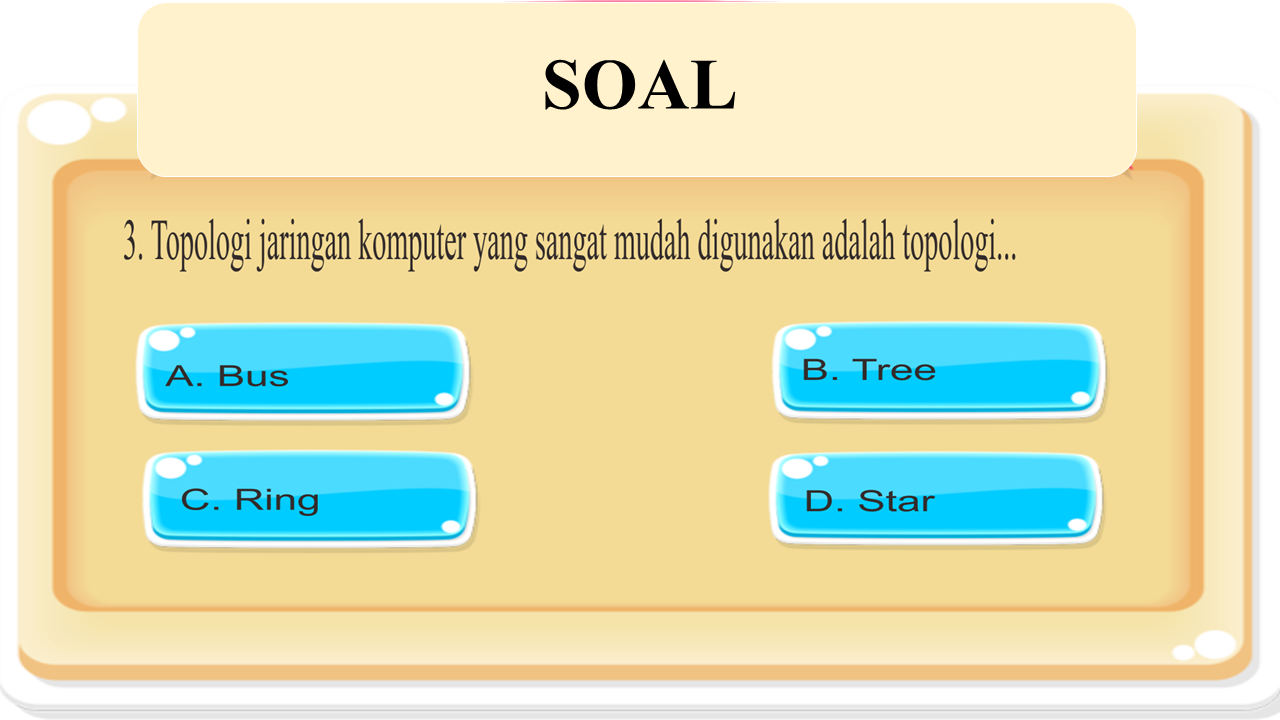 SOAL
3. Topologi jaringan komputer yang sangat mudah digunakan adalah topologi...
A. Bus
B. Tree
C. Ring
D. Star